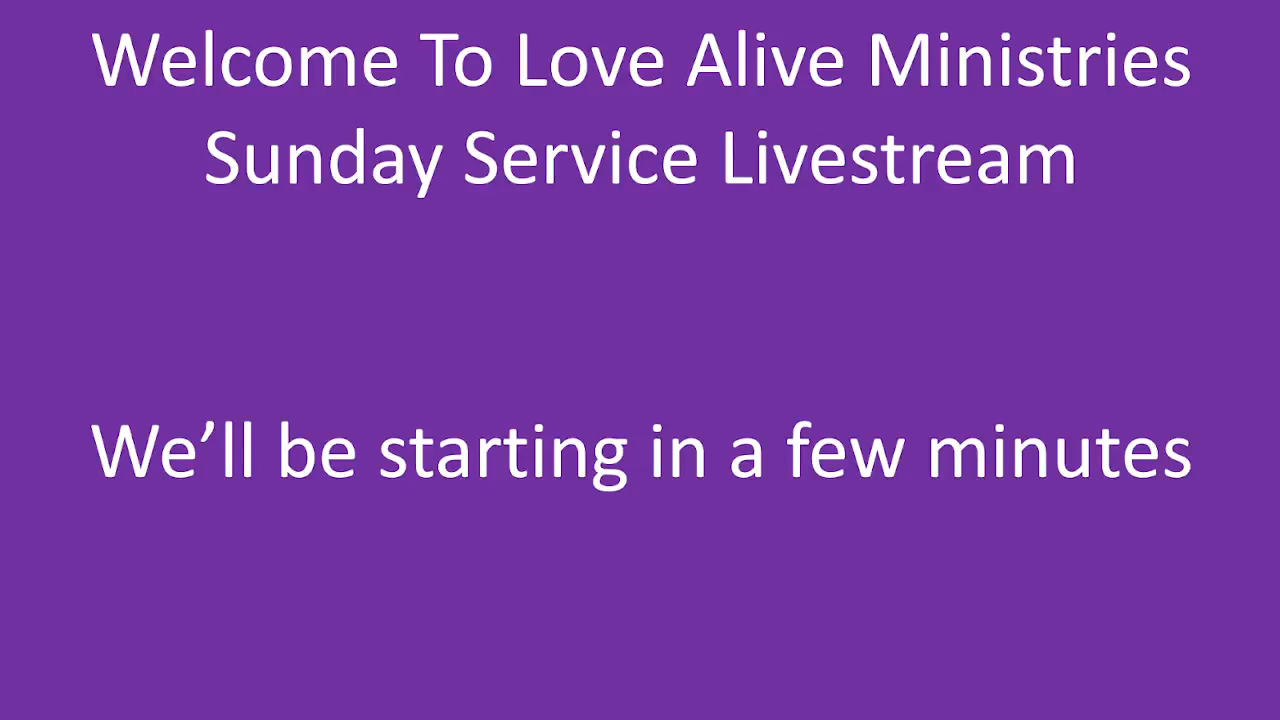 Welcome To Love Alive Ministries
Sunday Service Livestream
We’ll be starting in a few minutes